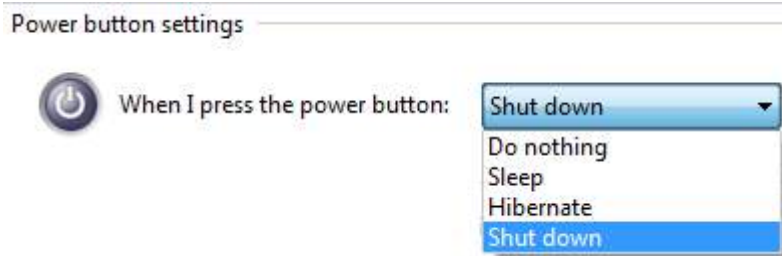 Power button settings
When I press the power button: Shut down
Do nothing
Sleep
Hibernate
Shut down